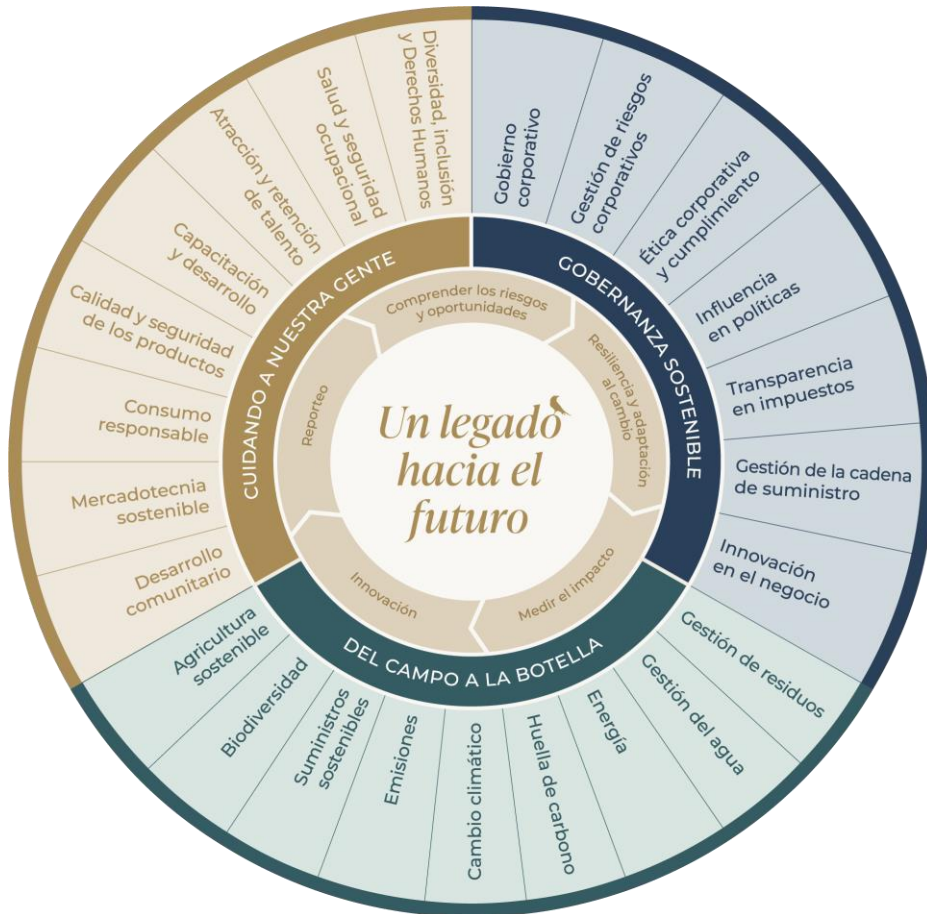 Un legado
hacia el
futuro
Comprender los riesgos
y oportunidades
Resiliencia y adaptación
al cambio
Medir el impacto
Innovación
Reporteo
GOBERNANZA SOSTENIBLE
Gobierno
corporativo
Gestión de riesgos
corporativos
Ética corporativa
y cumplimiento
Influencia
en políticas
Transparencia
en impuestos
Gestión de la cadena
de suministro
Innovación
en el negocio
DEL CAMPO A LA BOTELLA
Gestión de residuos
Gestión del agua
Energía
Huella de carbono
Cambio climático
Emisiones
Suministros
sostenibles
Biodiversidad
Agricultura
sostenible
CUIDANDO A NUESTRA GENTE
Desarrollo
comunitario
Mercadotecnia
sostenible
Consumo
responsable
Calidad y seguridad
de los productos
Capacitación
y desarrollo
Atracción y retención
de talento
Salud y seguridad
ocupacional
Diversidad, inclusión
y Derechos Humanos